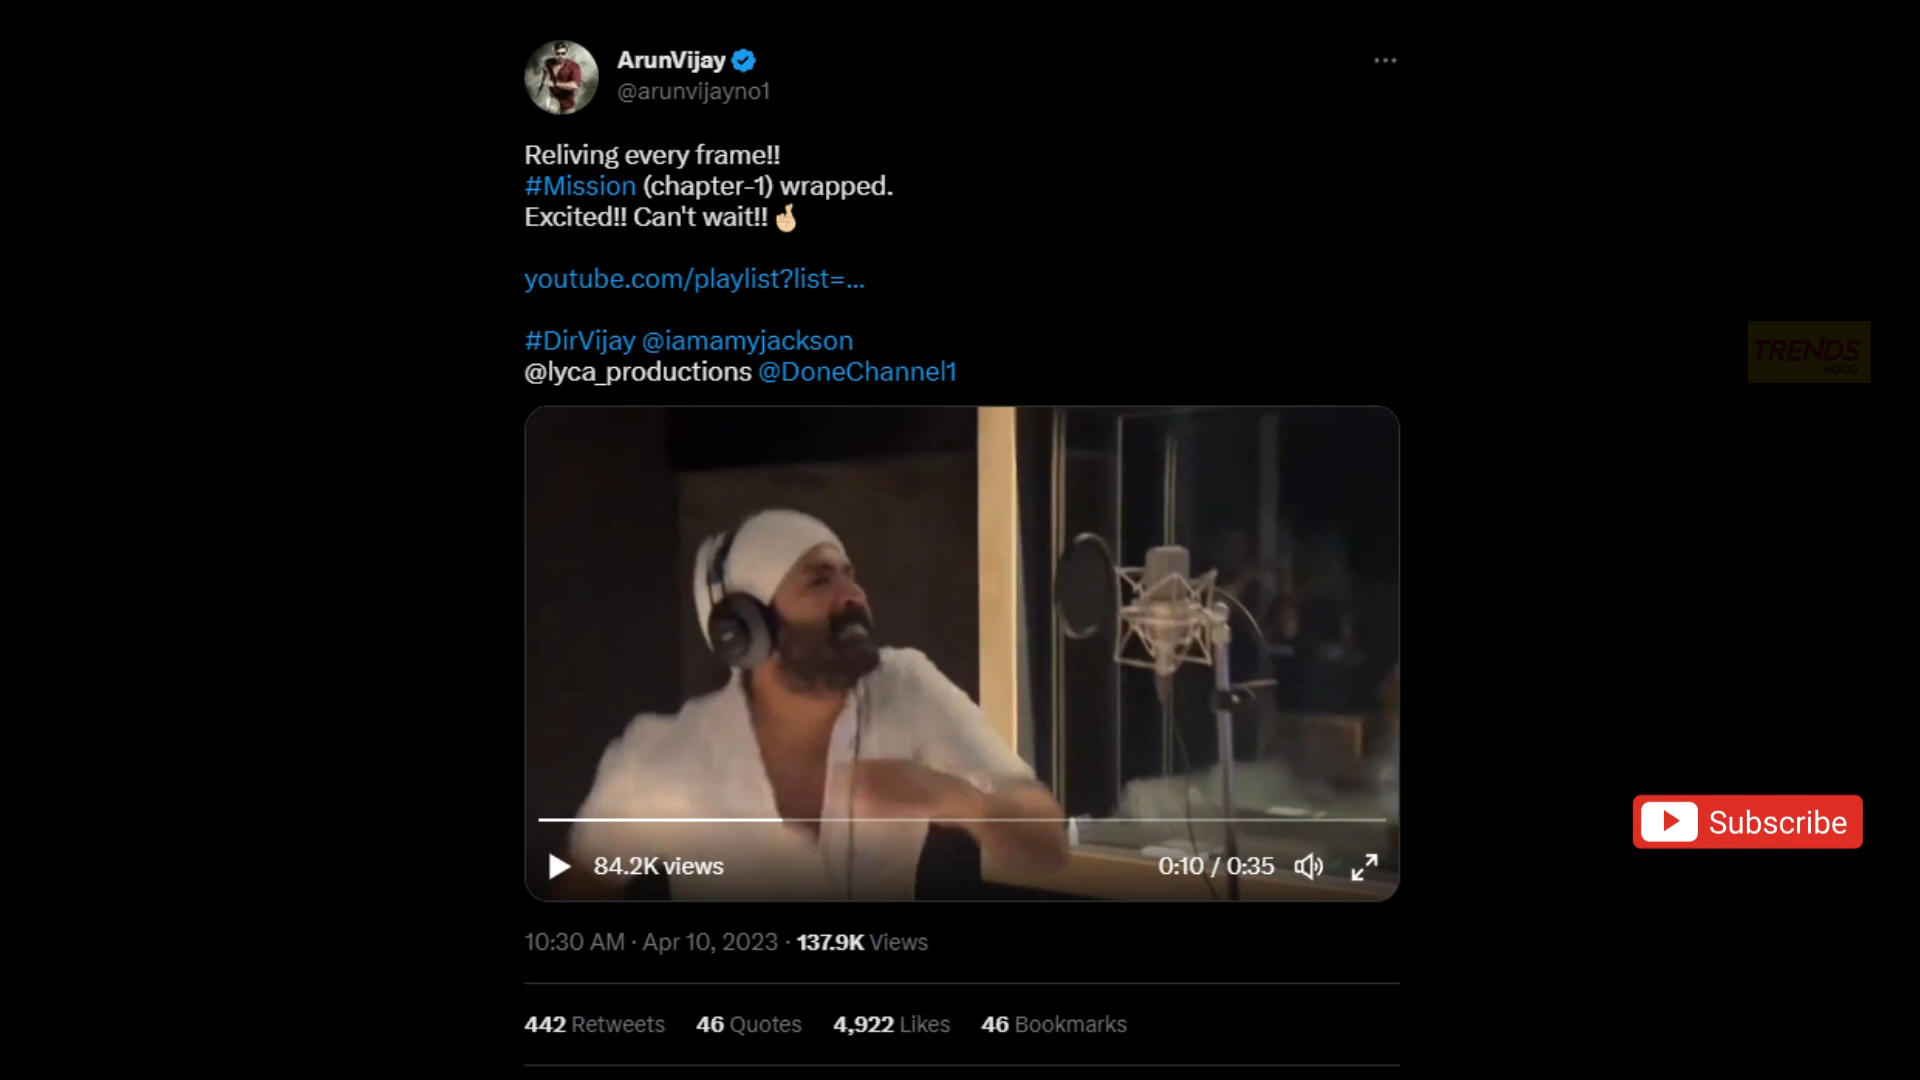 ArunVijay
@arunvijayno1
Reliving every frame!!
#Mission (chapter-1) wrapped.
Excited!! Can't wait!!🤞🏻
youtube.com/playlist?list=...
#DirVijay @iamamyjackson
@lyca_productions @DoneChannel1
TRENDS
WOOD
Subscribe
84.2K views
0:10 / 0:35
10:30 AM · Apr 10, 2023 · 137.9K Views
442 Retweets 46 Quotes 4,922 Likes 46 Bookmarks